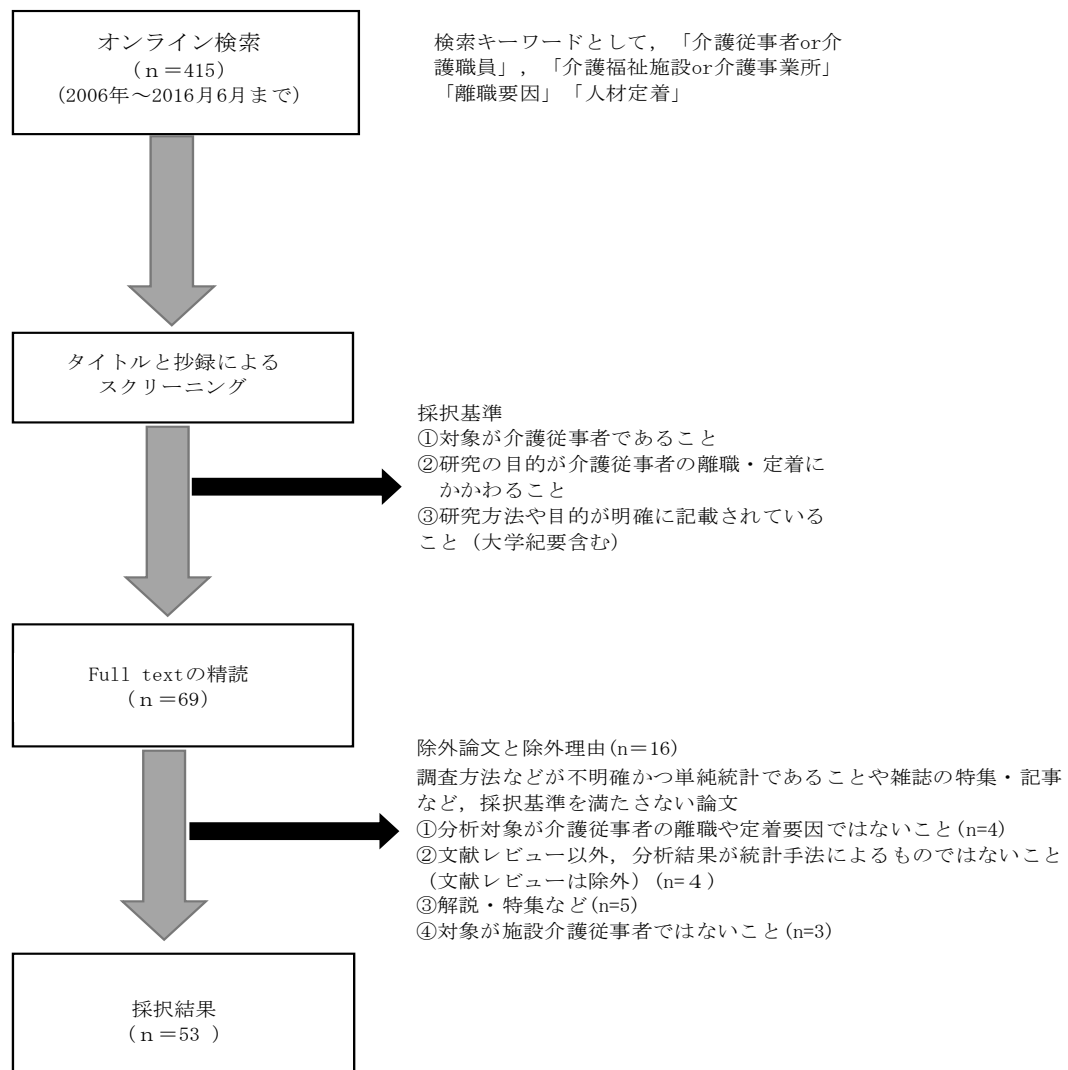 オンライン検索
(ｎ＝415)
(2006年～2016月6月まで)
検索キーワードとして，「介護従事者or介
護職員」，「介護福祉施設or介護事業所」
「離職要因」「人材定着」
タイトルと抄録による
スクリーニング
採択基準
①対象が介護従事者であること
②研究の目的が介護従事者の離職・定着に
かかわること
③研究方法や目的が明確に記載されている
こと（大学紀要含む）
Full textの精読
(ｎ＝69)
除外論文と除外理由(n＝16)
調査方法などが不明確かつ単純統計であることや雑誌の特集・記事
など，採択基準を満たさない論文
①分析対象が介護従事者の離職や定着要因ではないこと(n=4)
②文献レビュー以外，分析結果が統計手法によるものではないこと
（文献レビューは除外）(n=４)
③解説・特集など(n=5)
④対象が施設介護従事者ではないこと(n=3)
採択結果
(ｎ＝53 )